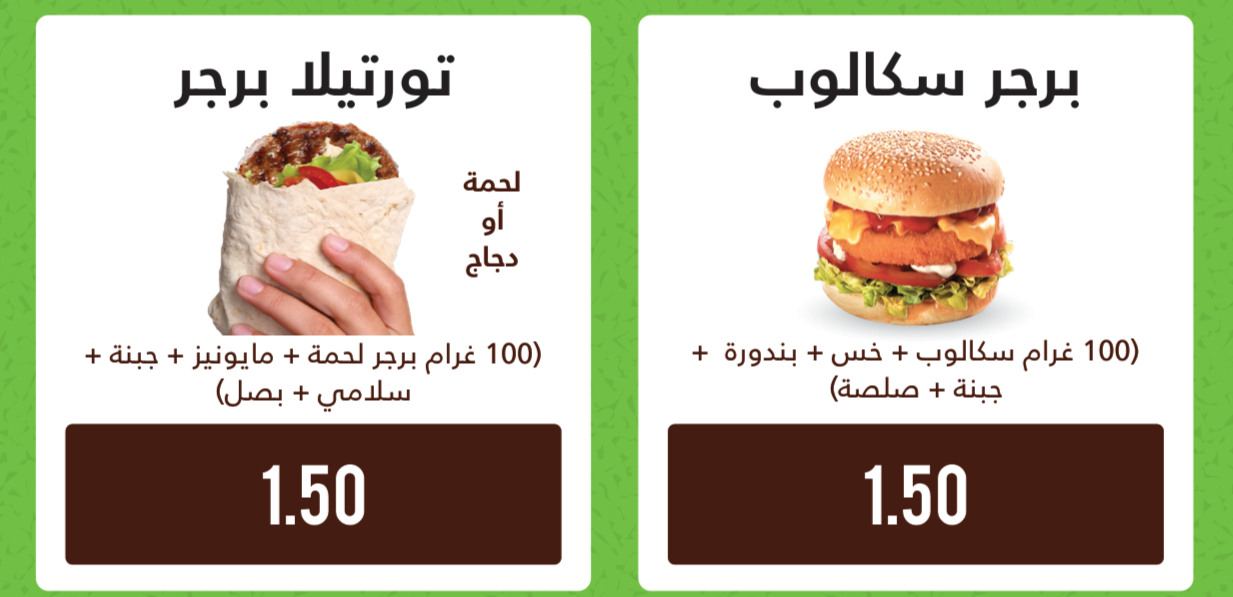 برجر سكالوب
(100 غرام سكالوب + خس + بندورة +
جبنة + صلصة)
1.50
تورتيلا برجر
لحمة
أو
دجاج
(100 غرام برجر لحمة + مايونيز + جبنة +
سلامي + بصل)
1.50